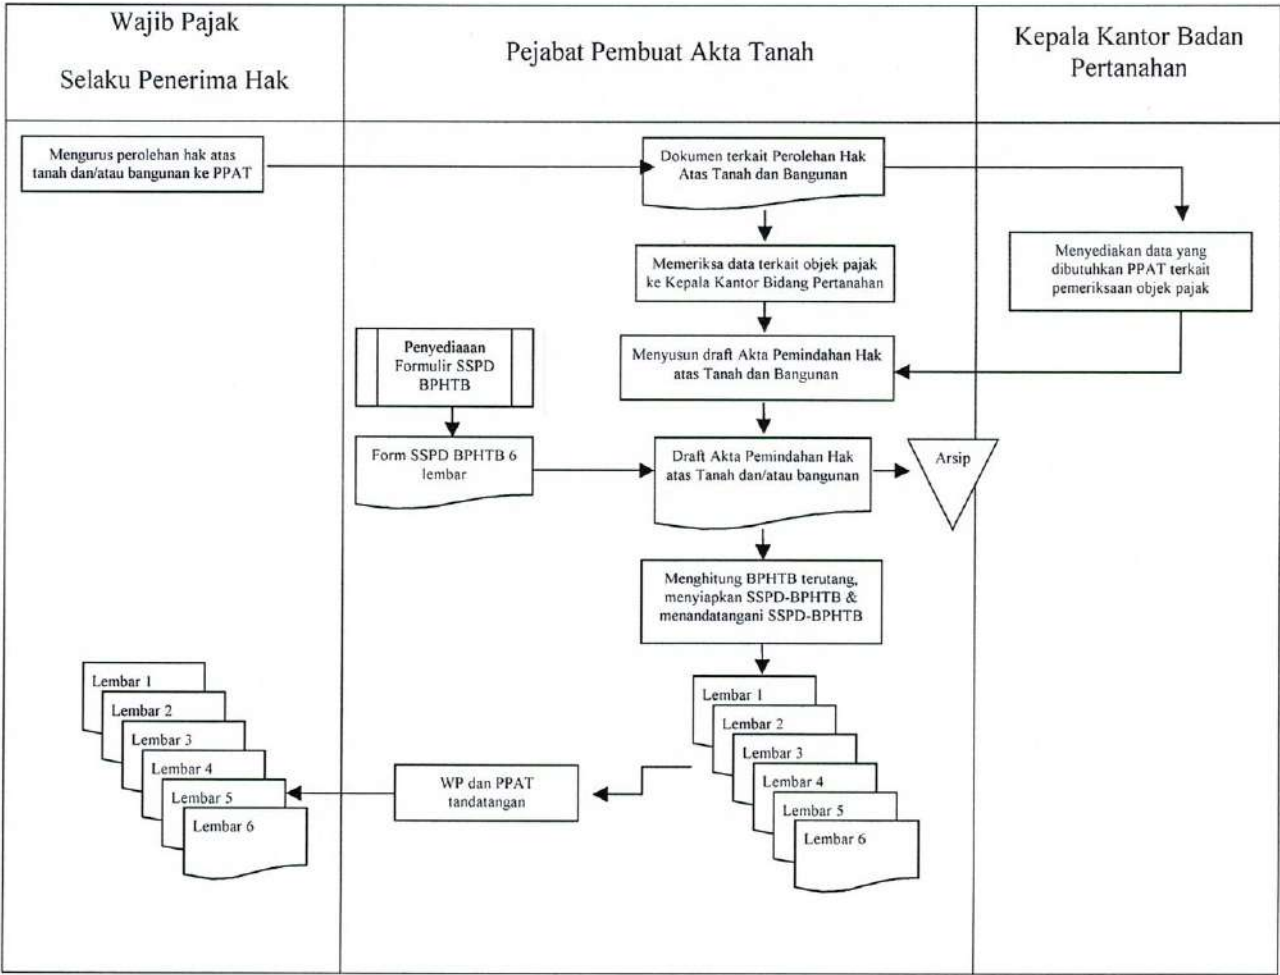 Wajib Pajak
Selaku Penerima Hak
Pejabat Pembuat Akta Tanah
Kepala Kantor Badan
Pertanahan
Mengurus perolehan hak atas
tanah dan/atau bangunan ke PPAT
Dokumen terkait Perolehan Hak
Atas Tanah dan Bangunan
Memeriksa data terkait objek pajak
ke Kepala Kantor Bidang Pertanahan
Menyediakan data yang
dibutuhkan PPAT terkait
pemeriksaan objek pajak
Penyediaaan
Formulir SSPD
BPHTB
Menyusun draft Akta Pemindahan Hak
atas Tanah dan Bangunan
Form SSPD BPHTB 6
lembar
Draft Akta Pemindahan Hak
atas Tanah dan/atau bangunan
Arsip
Menghitung BPHTB terutang,
menyiapkan SSPD-BPHTB &
menandatangani SSPD-BPHTB
Lembar 1
Lembar 2
Lembar 3
Lembar 4
Lembar 5
Lembar 6
WP dan PPAT
tandatangan
Lembar 1
Lembar 2
Lembar 3
Lembar 4
Lembar 5
Lembar 6